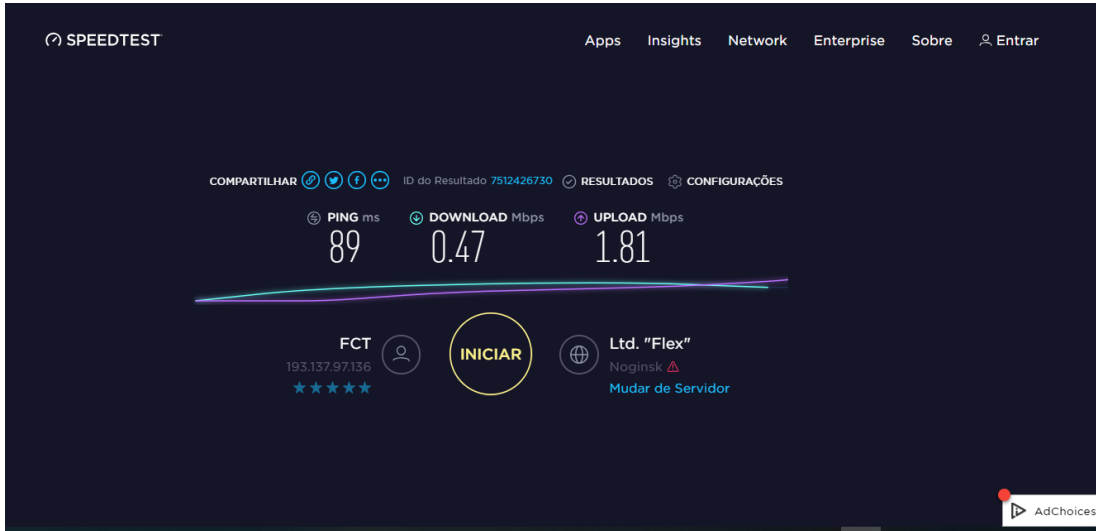 SPEEDTEST
Apps Insights Network Enterprise Sobre Entrar
COMPARTILHAR ID do Resultado 7512426730 RESULTADOS CONFIGURAÇÕES
PING ms DOWNLOAD Mbps UPLOAD Mbps
89 0.47 1.81
FCT
193.137.97.136
INICIAR
Ltd. "Flex"
Noginsk
Mudar de Servidor
AdChoices